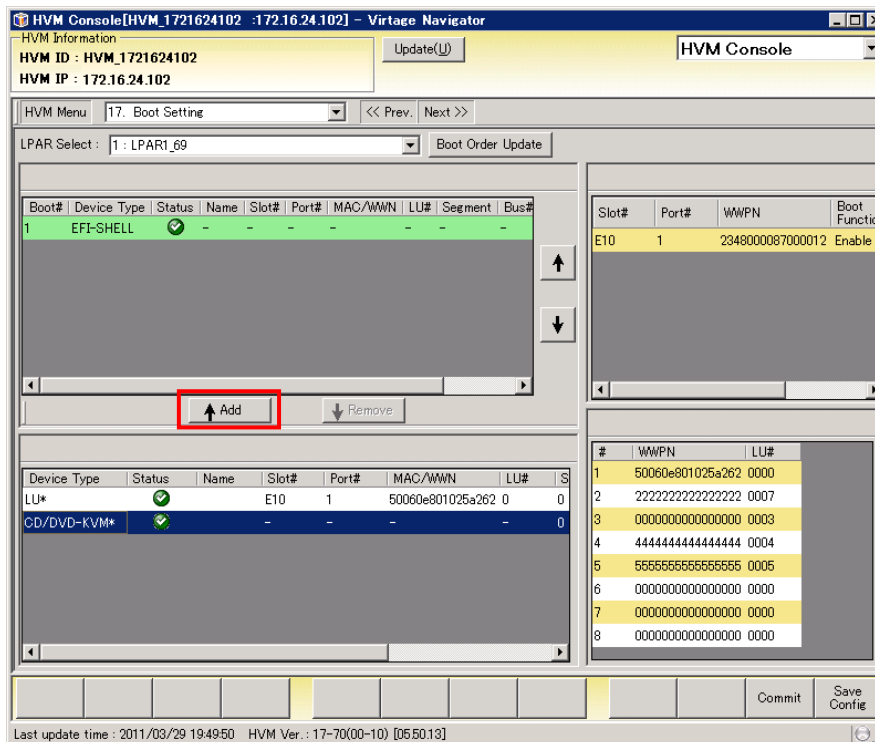 HVM Console[HVM_1721624102 :172.16.24.102] - Virtage Navigator
HVM Information
HVM ID : HVM_1721624102
HVM IP : 172.16.24.102
Update(U)
HVM Console
HVM Menu 17. Boot Setting << Prev. Next >>
LPAR Select : 1 : LPAR1_69 Boot Order Update
Boot# Device Type Status Name Slot# Port# MAC/WWN LU# Segment Bus#
1 EFI-SHELL - - - - - - -
Add Remove
Device Type Status Name Slot# Port# MAC/WWN LU# S
LU* E10 1 50060e801025a262 0 0
CD/DVD-KVM* - - - - 0
Slot# Port# WWPN Boot Functio
E10 1 2348000087000012 Enable
# WWPN LU#
1 50060e801025a262 0000
2 2222222222222222 0007
3 0000000000000000 0003
4 4444444444444444 0004
5 5555555555555555 0005
6 0000000000000000 0000
7 0000000000000000 0000
8 0000000000000000 0000
Commit Save Config
Last update time : 2011/03/29 19:49:50 HVM Ver. : 17-70(00-10) [055013]